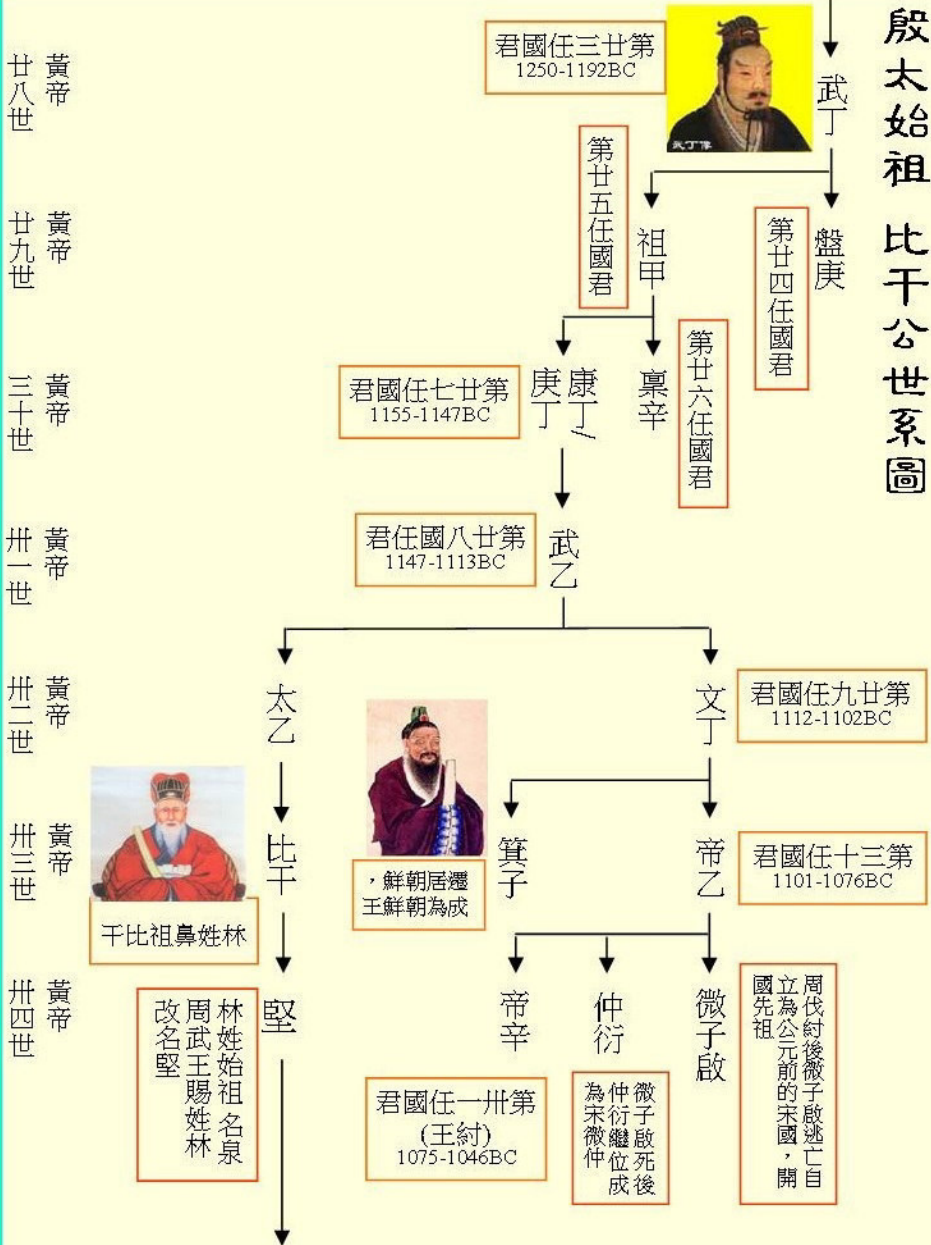 殷太始祖 比干公世系圖
黃帝
廿八世
武丁
第廿三任國君
1250-1192BC
武丁像
黃帝
廿九世
盤庚
第廿四任國君
祖甲
第廿五任國君
黃帝
三十世
第廿六任國君
稟辛
康丁/
庚丁
第廿七任國君
1155-1147BC
黃帝
卅一世
武乙
第廿八國任君
1147-1113BC
黃帝
卅二世
第廿九任國君
1112-1102BC
文丁
太乙
黃帝
卅三世
第三十任國君
1101-1076BC
帝乙
箕子
遷居朝鮮，
成為朝鮮王
比干
林姓鼻祖比干
黃帝
卅四世
周伐紂後微子啟逃亡自
立為公元前的宋國，開
國先祖
微子啟
仲衍
微子啟死後
仲衍繼位成
為宋微仲
帝辛
第卅一任國君
(紂王)
1075-1046BC
堅
林姓始祖 名泉
周武王賜姓林
改名堅